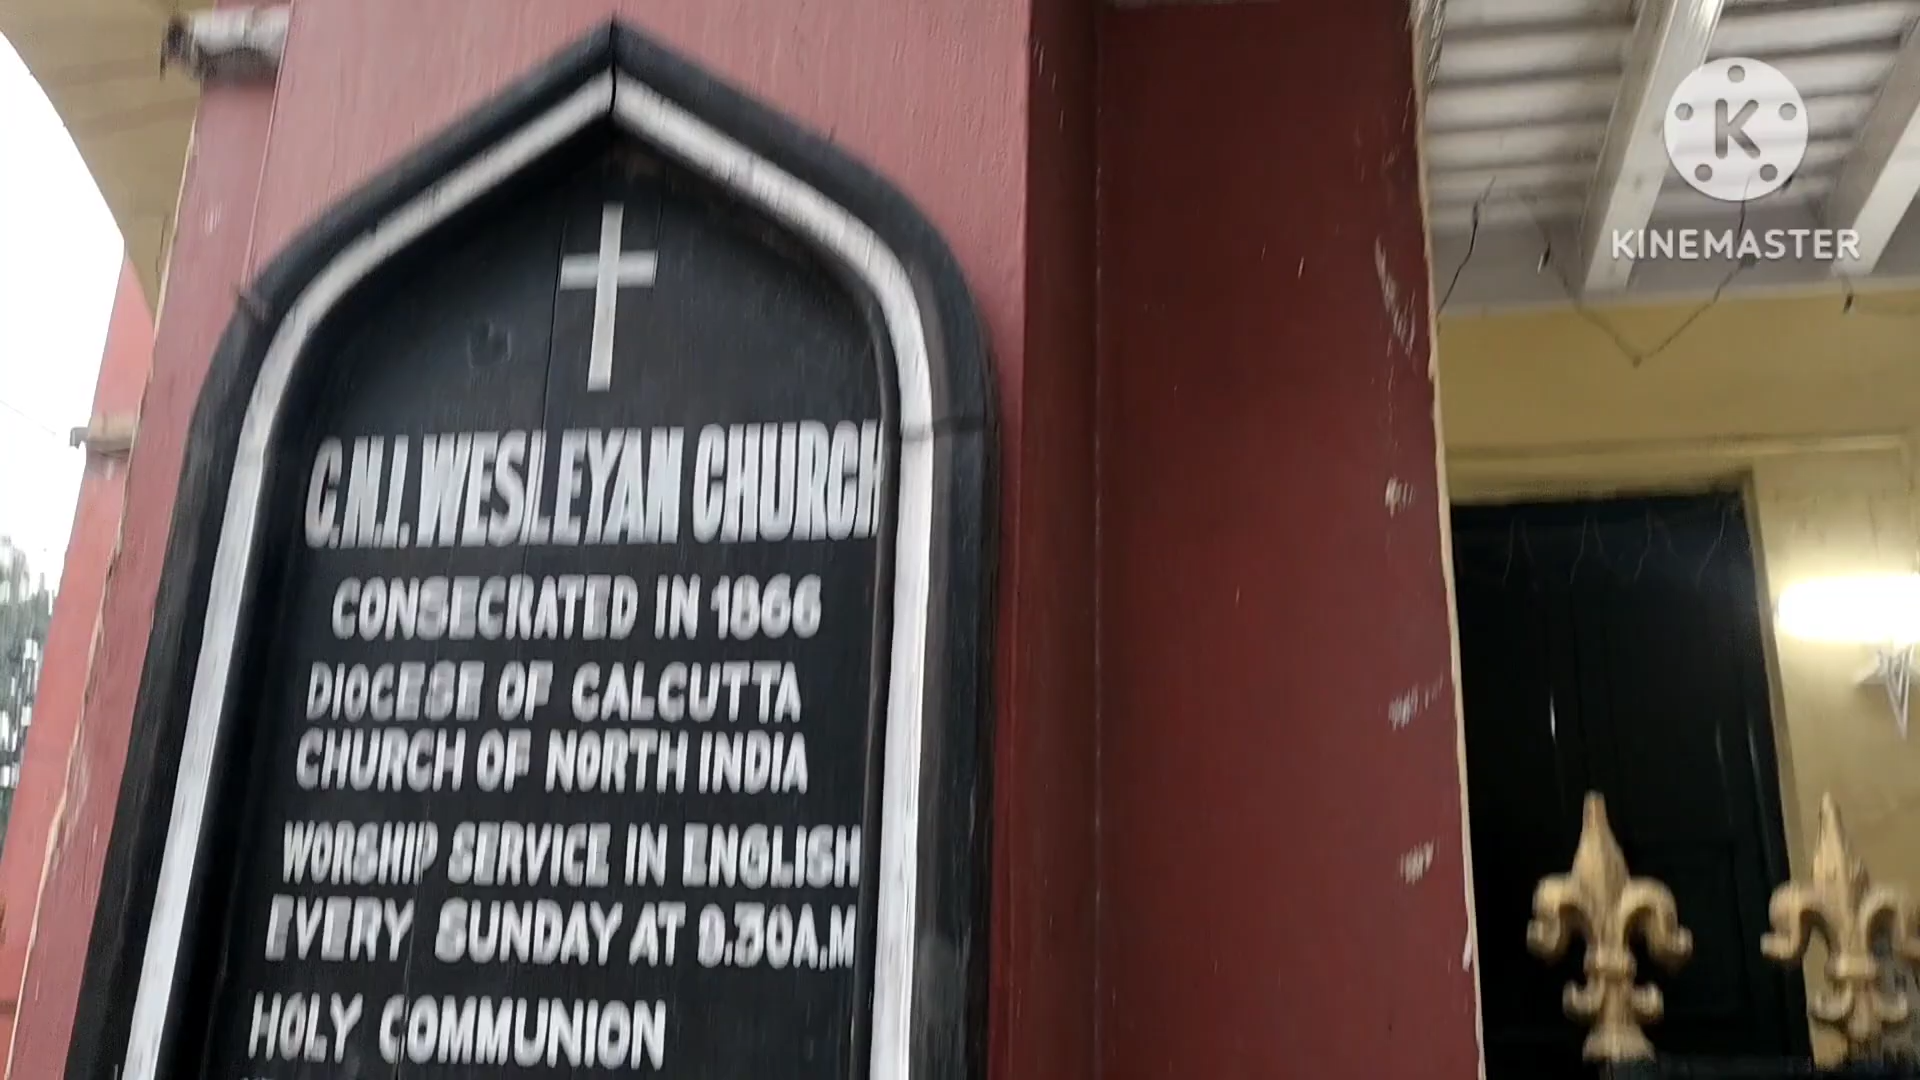 C.N.I. WESLEYAN CHURCH
CONSECRATED IN 1866
DIOCESE OF CALCUTTA
CHURCH OF NORTH INDIA
WORSHIP SERVICE IN ENGLISH
EVERY SUNDAY AT 9.30A.M
HOLY COMMUNION
K
KINEMASTER